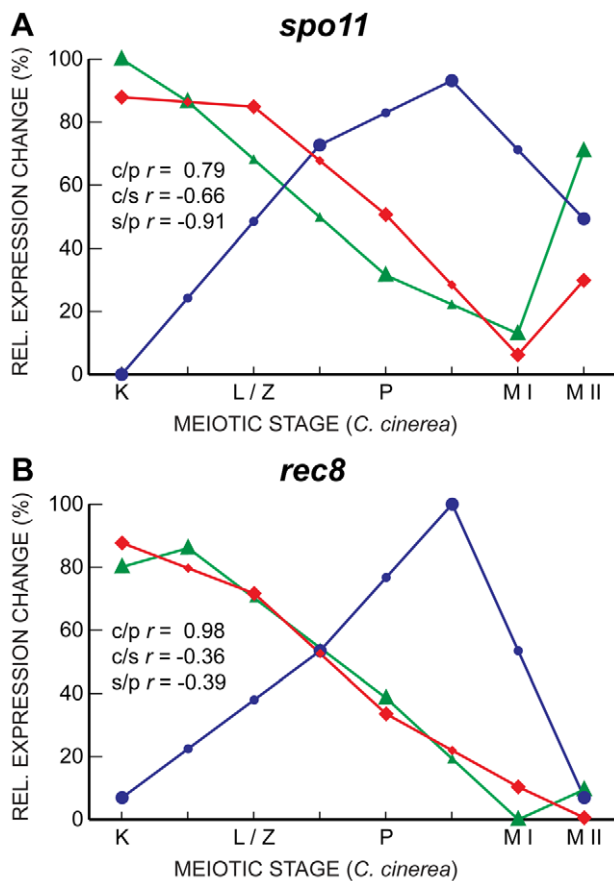 A
spo11
REL. EXPRESSION CHANGE (%)
100
80
60
40
20
0
c/p r = 0.79
c/s r = -0.66
s/p r = -0.91
K
L / Z
P
M I
M II
MEIOTIC STAGE (C. cinerea)
B
rec8
REL. EXPRESSION CHANGE (%)
100
80
60
40
20
0
c/p r = 0.98
c/s r = -0.36
s/p r = -0.39
K
L / Z
P
M I
M II
MEIOTIC STAGE (C. cinerea)